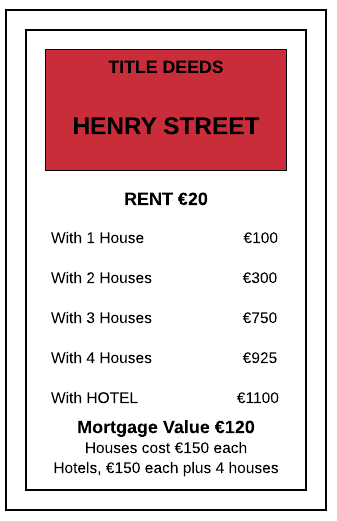 TITLE DEEDS
HENRY STREET
RENT €20
With 1 House €100
With 2 Houses €300
With 3 Houses €750
With 4 Houses €925
With HOTEL €1100
Mortgage Value €120
Houses cost €150 each
Hotels, €150 each plus 4 houses